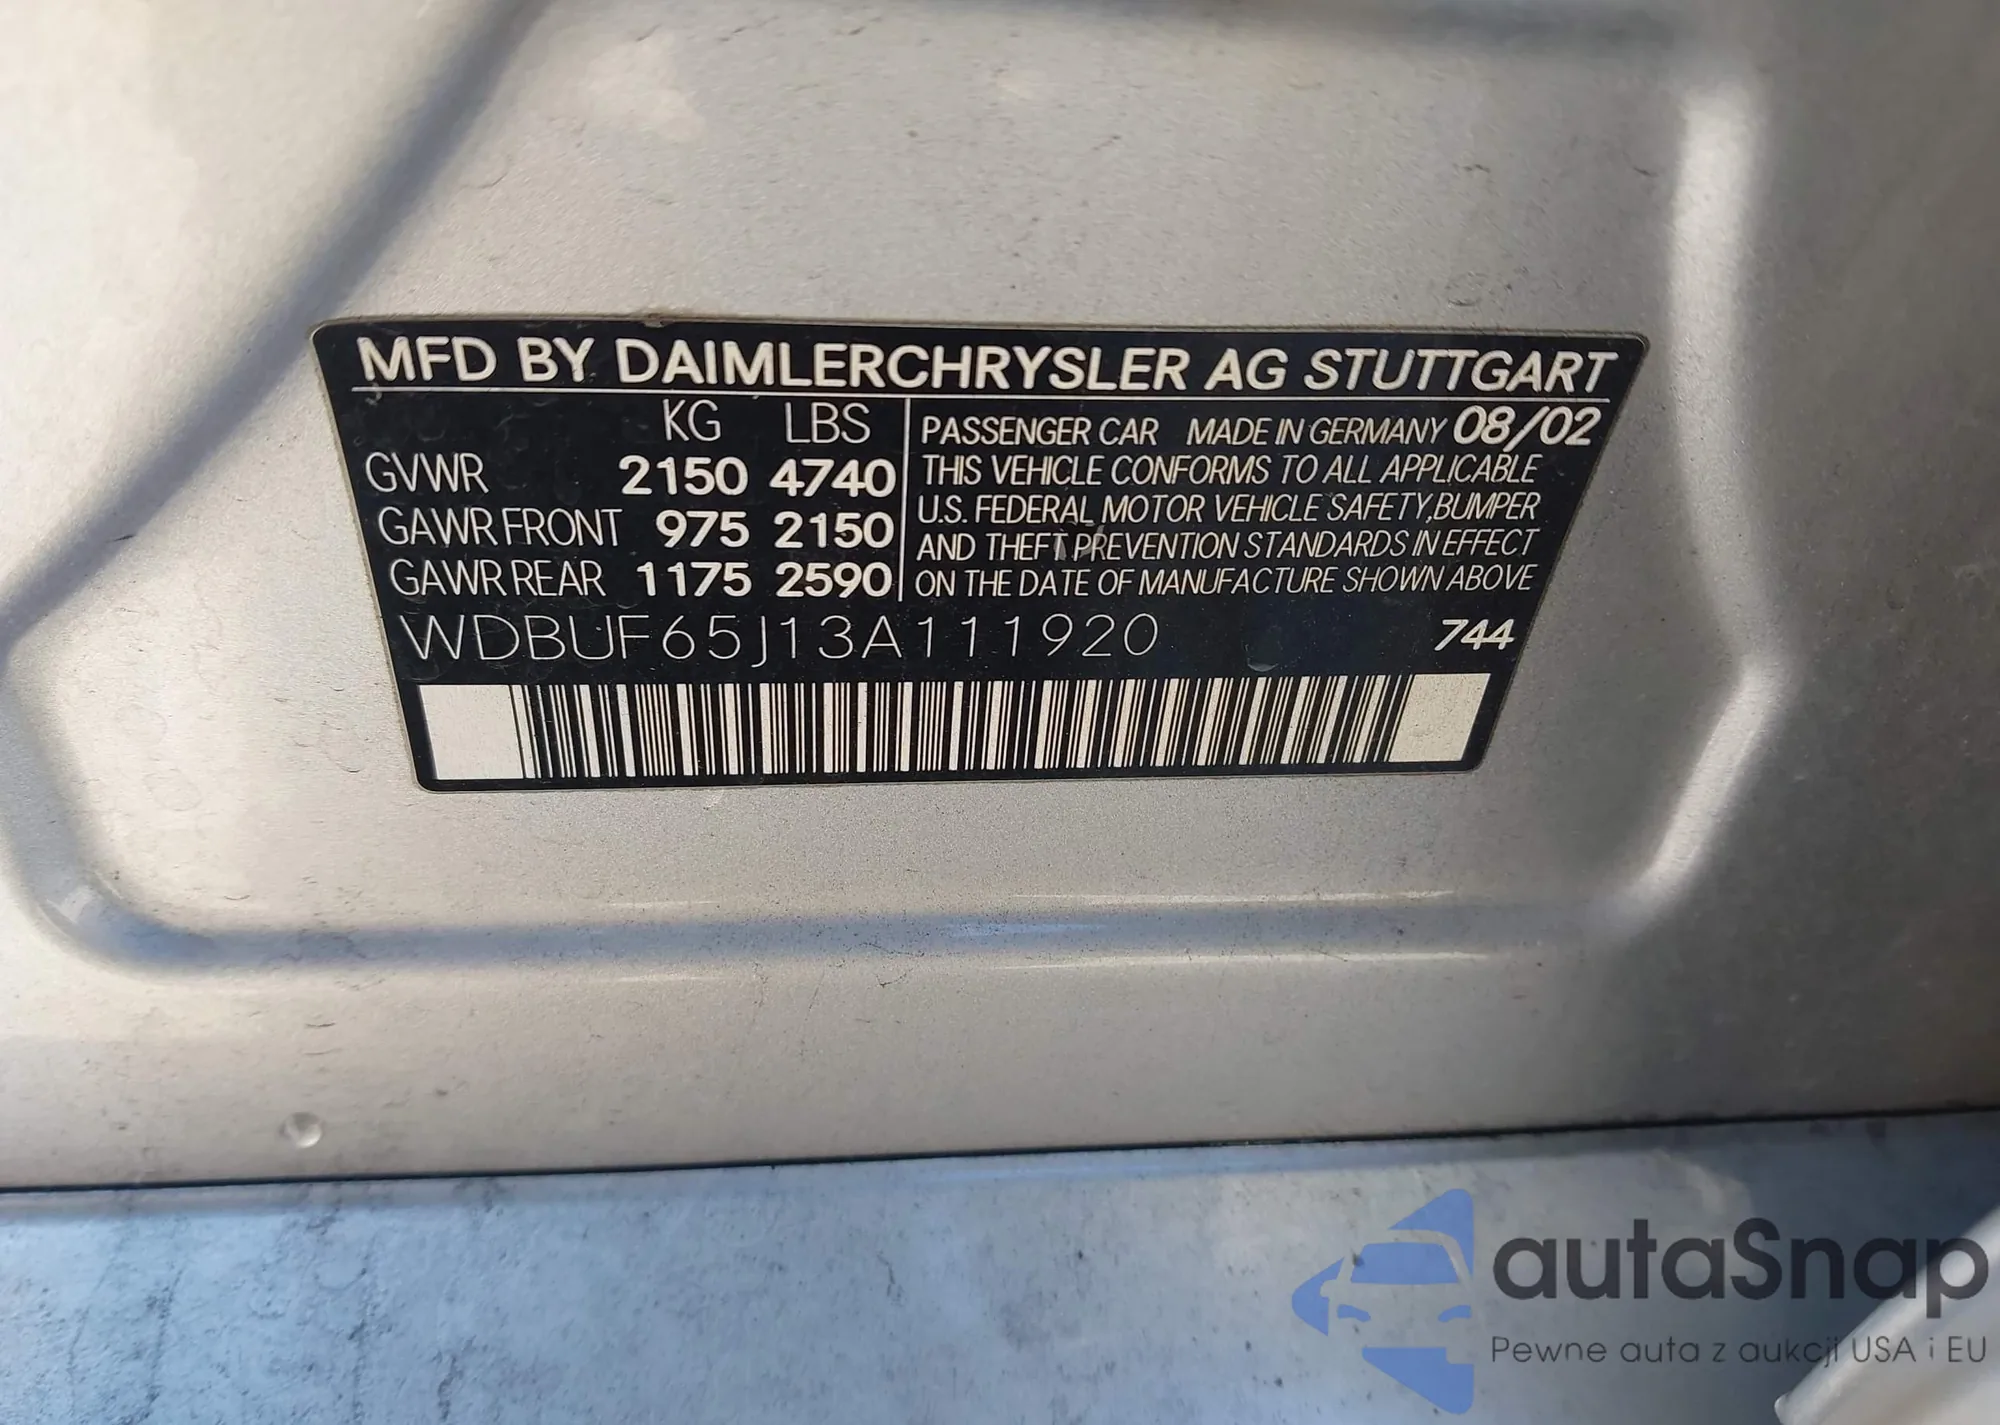 MFD BY DAIMLERCHRYSLER AG STUTTGART
KG LBS
GVWR 2150 4740
GAWR FRONT 975 2150
GAWR REAR 1175 2590
PASSENGER CAR MADE IN GERMANY 08/02
THIS VEHICLE CONFORMS TO ALL APPLICABLE
U.S. FEDERAL MOTOR VEHICLE SAFETY,BUMPER
AND THEFT PREVENTION STANDARDS IN EFFECT
ON THE DATE OF MANUFACTURE SHOWN ABOVE
WDBUF65J13A111920 744
autaSnap
Pewne auta z aukcji USA i EU